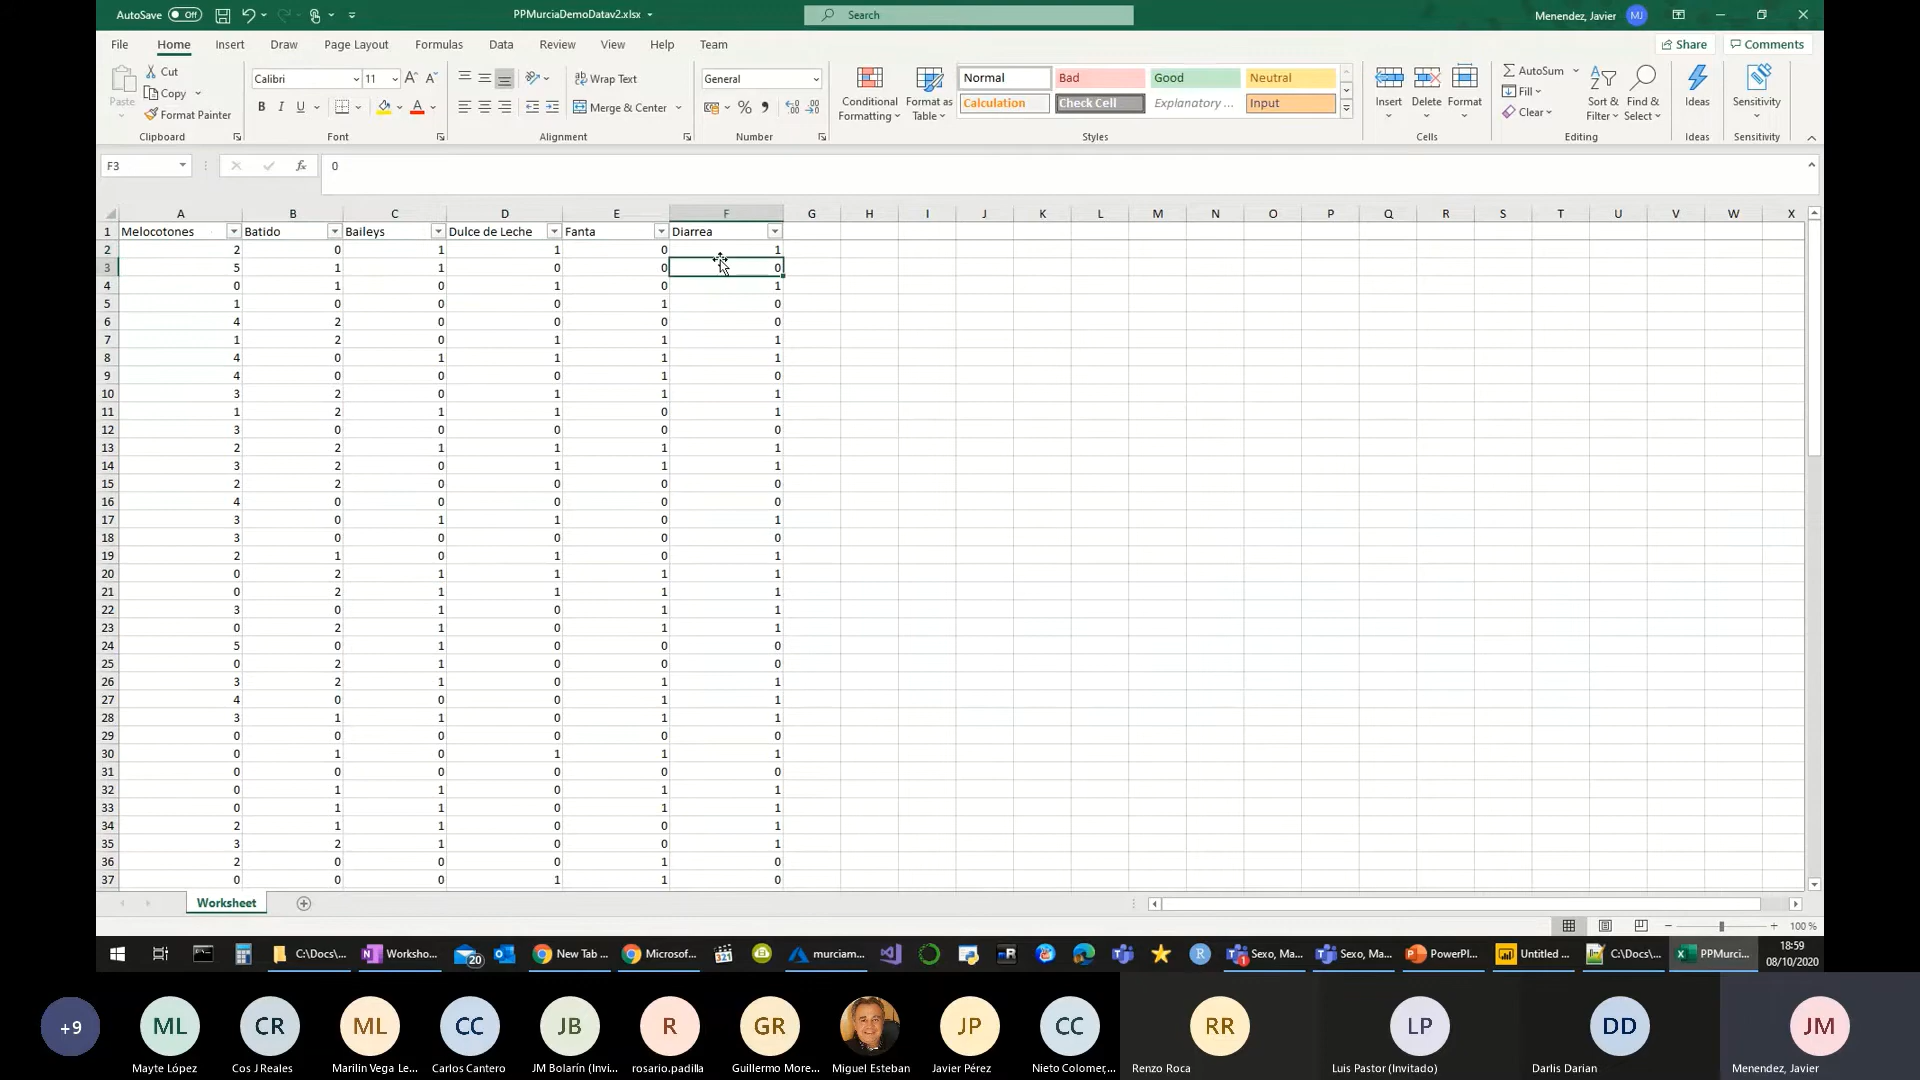 AutoSave Off PPMurciaDemoDatav2.xlsx Search Menendez, Javier MJ
File Home Insert Draw Page Layout Formulas Data Review View Help Team Share Comments
Cut Calibri 11 Wrap Text General Normal Bad Good Neutral AutoSum
Copy Fill
Paste Format Painter B I U Merge & Center Conditional Formatting Format as Table Calculation Check Cell Explanatory ... Input Insert Delete Format Clear Sort & Filter Find & Select Ideas Sensitivity
Clipboard Font Alignment Number Styles Cells Editing Ideas Sensitivity
F3 fx 0
A B C D E F G H I J K L M N O P Q R S T U V W X
1 Melocotones Batido Baileys Dulce de Leche Fanta Diarrea
2 2 0 1 1 0 1
3 5 1 1 0 0 0
4 0 1 0 1 0 1
5 1 0 0 0 1 0
6 4 2 0 0 0 0
7 1 2 0 1 1 1
8 4 0 1 1 1 1
9 4 0 0 0 1 0
10 3 2 0 1 1 1
11 1 2 1 1 0 1
12 3 0 0 0 0 0
13 2 2 1 1 1 1
14 3 2 0 1 1 1
15 2 2 0 0 0 0
16 4 0 0 0 0 0
17 3 0 1 1 0 1
18 3 0 0 0 0 0
19 2 1 0 1 0 1
20 0 2 1 1 1 1
21 0 2 1 1 1 1
22 3 0 1 0 1 1
23 0 2 1 0 1 1
24 5 0 1 0 0 0
25 0 2 1 0 0 0
26 3 2 1 0 1 1
27 4 0 0 0 1 1
28 3 1 1 0 1 1
29 0 0 0 0 0 0
30 0 1 0 1 1 1
31 0 0 0 0 0 0
32 0 1 1 0 1 1
33 0 1 1 0 1 1
34 2 1 1 0 0 1
35 3 2 1 0 0 1
36 2 0 0 0 1 0
37 0 0 0 1 1 0
Worksheet
100 %
C:\Docs\... Worksho... 20 New Tab ... Microsof... 321 murciam... R R Sexo, Ma... Sexo, Ma... PowerPl... Untitled ... C:\Docs\... PPMurci... 18:59
08/10/2020
+9 ML CR ML CC JB R GR JP CC RR LP DD JM
Mayte López Cos J Reales Marilin Vega Le... Carlos Cantero JM Bolarín (Invi... rosario.padilla Guillermo More... Miguel Esteban Javier Pérez Nieto Colomer,... Renzo Roca Luis Pastor (Invitado) Darlis Darian Menendez, Javier